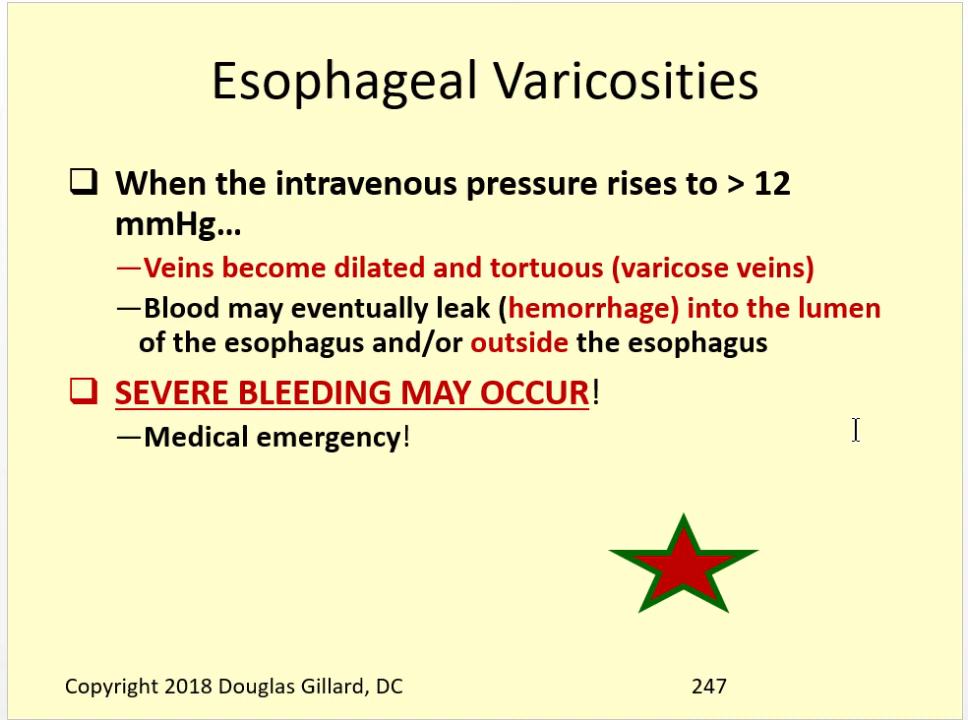 Esophageal Varicosities
❑ When the intravenous pressure rises to > 12
mmHg…
—Veins become dilated and tortuous (varicose veins)
—Blood may eventually leak (hemorrhage) into the lumen
of the esophagus and/or outside the esophagus
❑ SEVERE BLEEDING MAY OCCUR!
—Medical emergency!
Copyright 2018 Douglas Gillard, DC
247